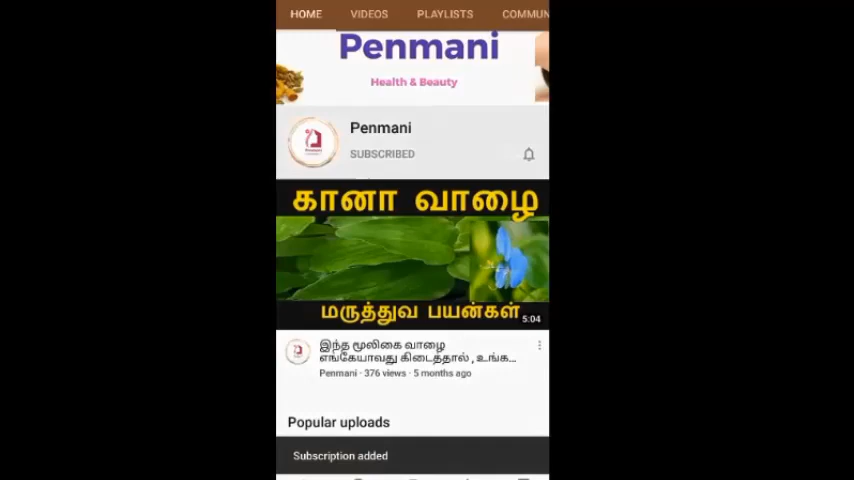 HOME VIDEOS PLAYLISTS COMMUN
Penmani
Health & Beauty
Penmani
SUBSCRIBED
கானா வாழை
மருத்துவ பயன்கள்
5:04
இந்த மூலிகை வாழை
எங்கேயாவது கிடைத்தால் , உங்க...
Penmani · 376 views · 5 months ago
Popular uploads
Subscription added